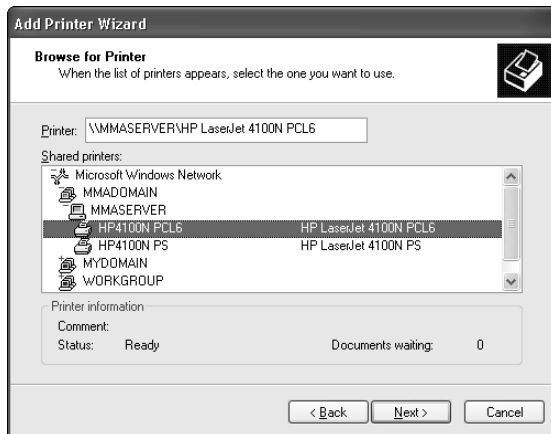 Add Printer Wizard
Browse for Printer
When the list of printers appears, select the one you want to use.
Printer: \\MMASERVER\HP LaserJet 4100N PCL6
Shared printers:
Microsoft Windows Network
MMADOMAIN
MMASERVER
HP4100N PCL6 HP LaserJet 4100N PCL6
HP4100N PS HP LaserJet 4100N PS
MYDOMAIN
WORKGROUP
Printer information
Comment:
Status: Ready Documents waiting: 0
< Back Next > Cancel